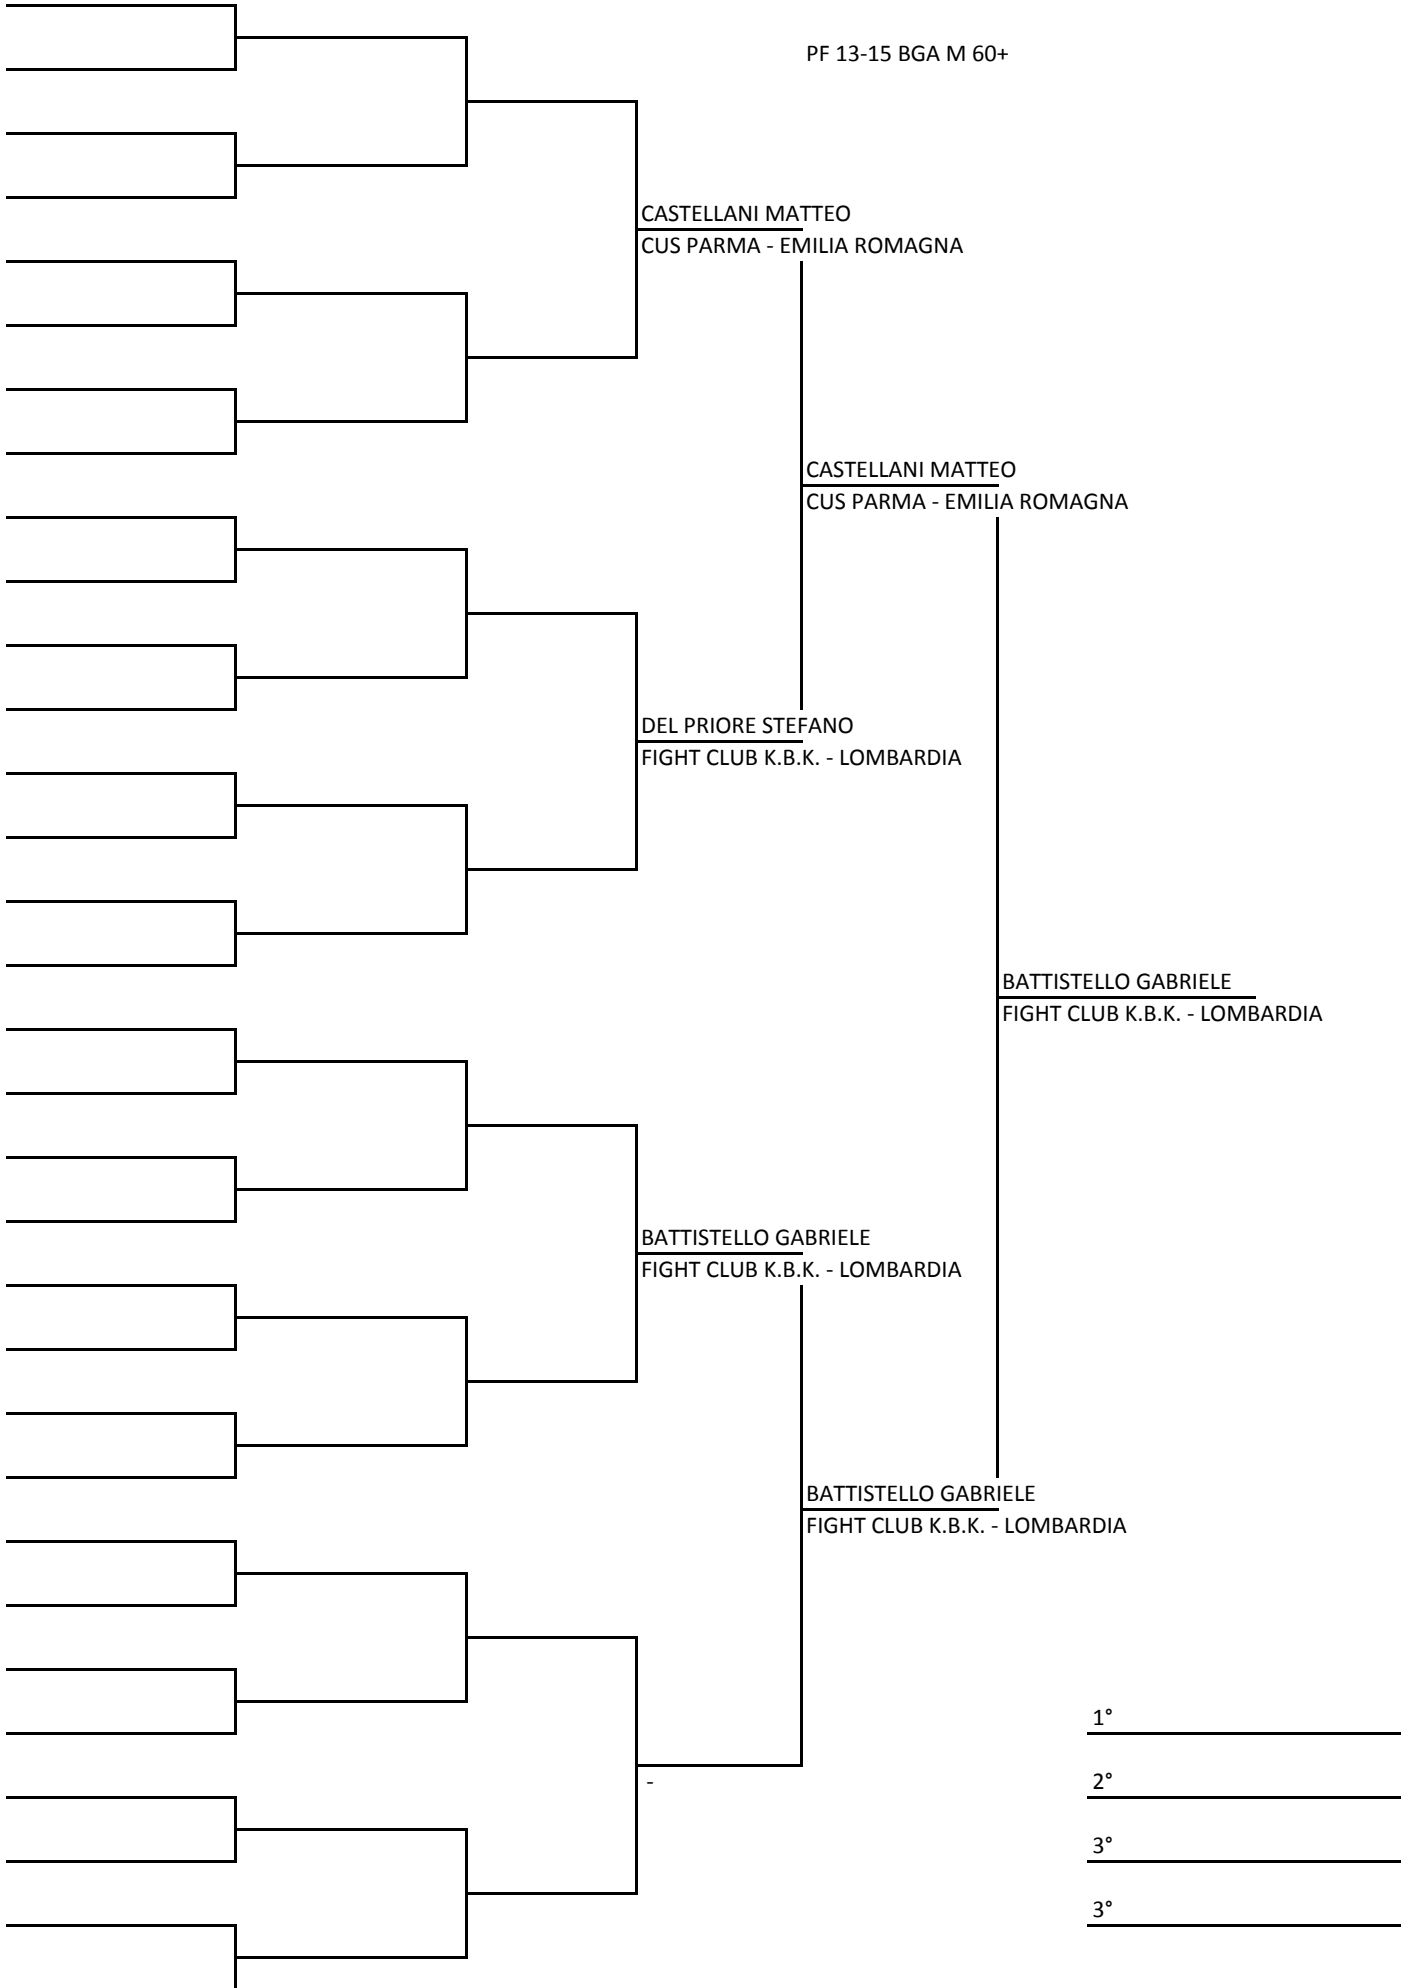 PF 13-15 BGA M 60+
CASTELLANI MATTEO
CUS PARMA - EMILIA ROMAGNA
CASTELLANI MATTEO
CUS PARMA - EMILIA ROMAGNA
DEL PRIORE STEFANO
FIGHT CLUB K.B.K. - LOMBARDIA
BATTISTELLO GABRIELE
FIGHT CLUB K.B.K. - LOMBARDIA
BATTISTELLO GABRIELE
FIGHT CLUB K.B.K. - LOMBARDIA
BATTISTELLO GABRIELE
FIGHT CLUB K.B.K. - LOMBARDIA
1°
-
2°
3°
3°